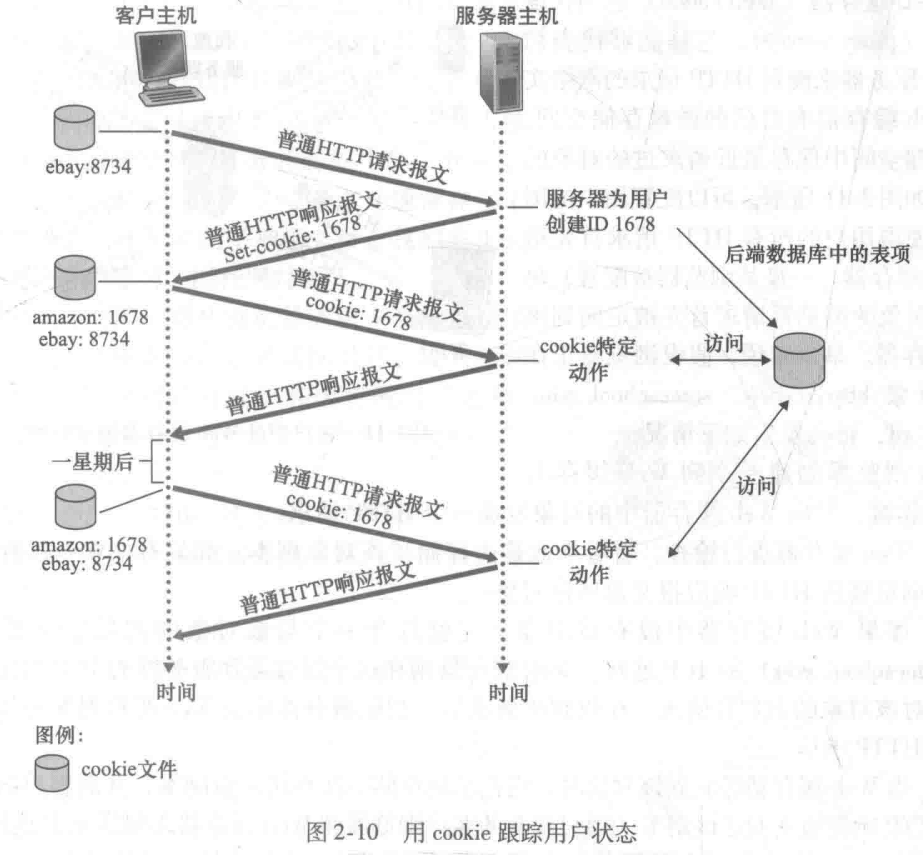 客户主机
服务器主机
ebay:8734
普通HTTP请求报文
服务器为用户
创建ID 1678
普通HTTP响应报文
Set-cookie: 1678
后端数据库中的表项
amazon: 1678
ebay: 8734
普通HTTP请求报文
cookie: 1678
cookie特定
动作
访问
普通HTTP响应报文
一星期后
访问
普通HTTP请求报文
cookie: 1678
amazon: 1678
ebay: 8734
cookie特定
动作
普通HTTP响应报文
时间
时间
图例:
cookie文件
图2-10 用 cookie 跟踪用户状态